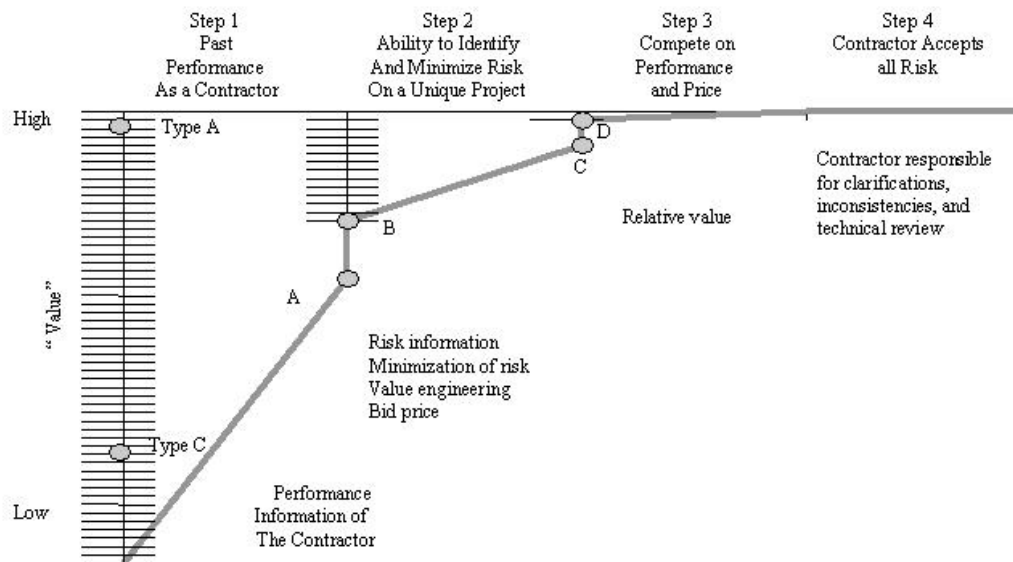 Step 1
Past
Performance
As a Contractor
Step 2
Ability to Identify
And Minimize Risk
On a Unique Project
Step 3
Compete on
Performance
and Price
Step 4
Contractor Accepts
all Risk
High
Type A
D
C
B
A
Contractor responsible
for clarifications,
inconsistencies, and
technical review
Relative value
“ Value”
Risk information
Minimization of risk
Value engineering
Bid price
Type C
Low
Performance
Information of
The Contractor